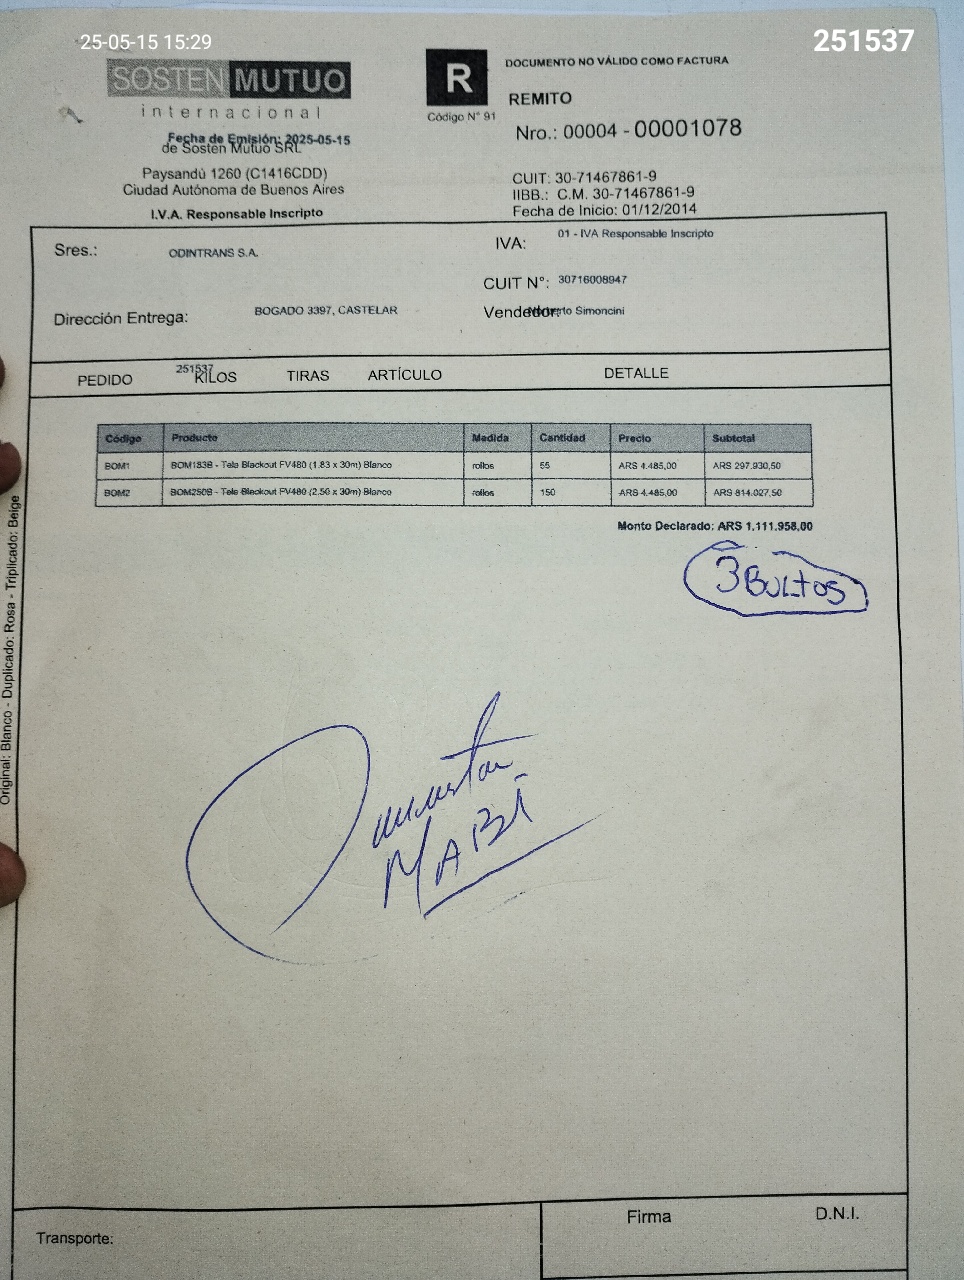 25-05-15 15:29
251537
SOSTEN MUTUO
internacional
Fecha de Emisión: 2025-05-15
de Sosten Mutuo SRL
Paysandú 1260 (C1416CDD)
Ciudad Autónoma de Buenos Aires
I.V.A. Responsable Inscripto
R
Código N° 91
DOCUMENTO NO VÁLIDO COMO FACTURA
REMITO
Nro.: 00004 - 00001078
CUIT: 30-71467861-9
IIBB.: C.M. 30-71467861-9
Fecha de Inicio: 01/12/2014
Sres.: ODINTRANS S.A.
IVA: 01 - IVA Responsable Inscripto
CUIT N°: 30716008947
Dirección Entrega: BOGADO 3397, CASTELAR
Vendedor: Simoncini
251537
PEDIDO KILOS TIRAS ARTÍCULO DETALLE
Código Producto Medida Cantidad Precio Subtotal
BOM1 BOM183B - Tela Blackout FV480 (1.83 x 30m) Blanco rollos 55 ARS 4.485,00 ARS 297.930,50
BOM2 BOM250B - Tela Blackout FV480 (2.50 x 30m) Blanco rollos 150 ARS 4.485,00 ARS 814.027,50
Monto Declarado: ARS 1.111.958,00
3 BULTOS
MABI
Original: Blanco - Duplicado: Rosa - Triplicado: Beige
Transporte:
Firma
D.N.I.